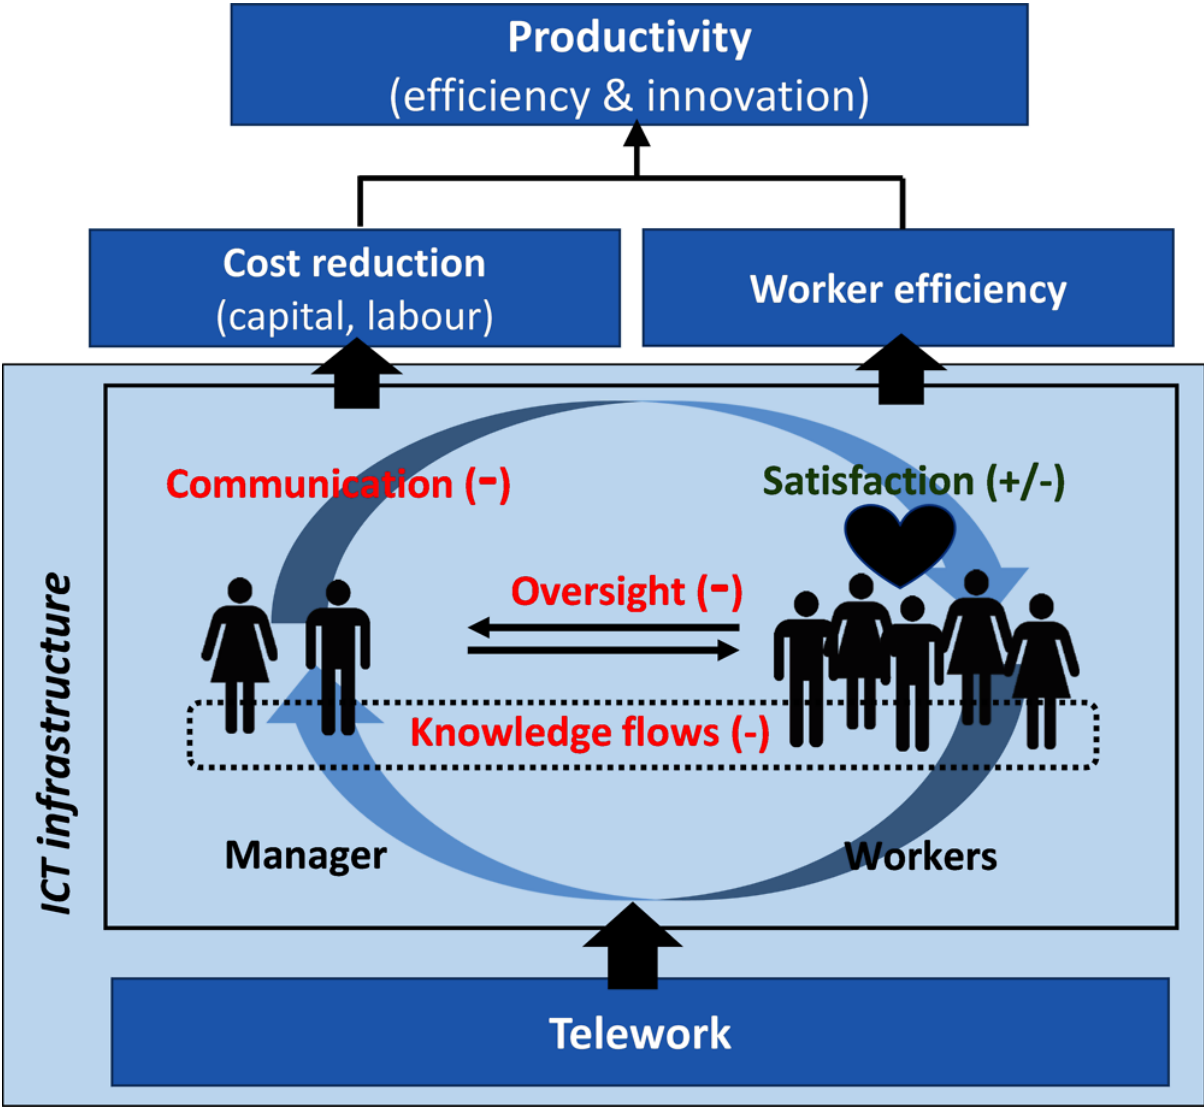 Productivity
(efficiency & innovation)
Cost reduction
(capital, labour)
Worker efficiency
Communication (-)
Satisfaction (+/-)
Oversight (-)
Knowledge flows (-)
Manager
Workers
ICT infrastructure
Telework